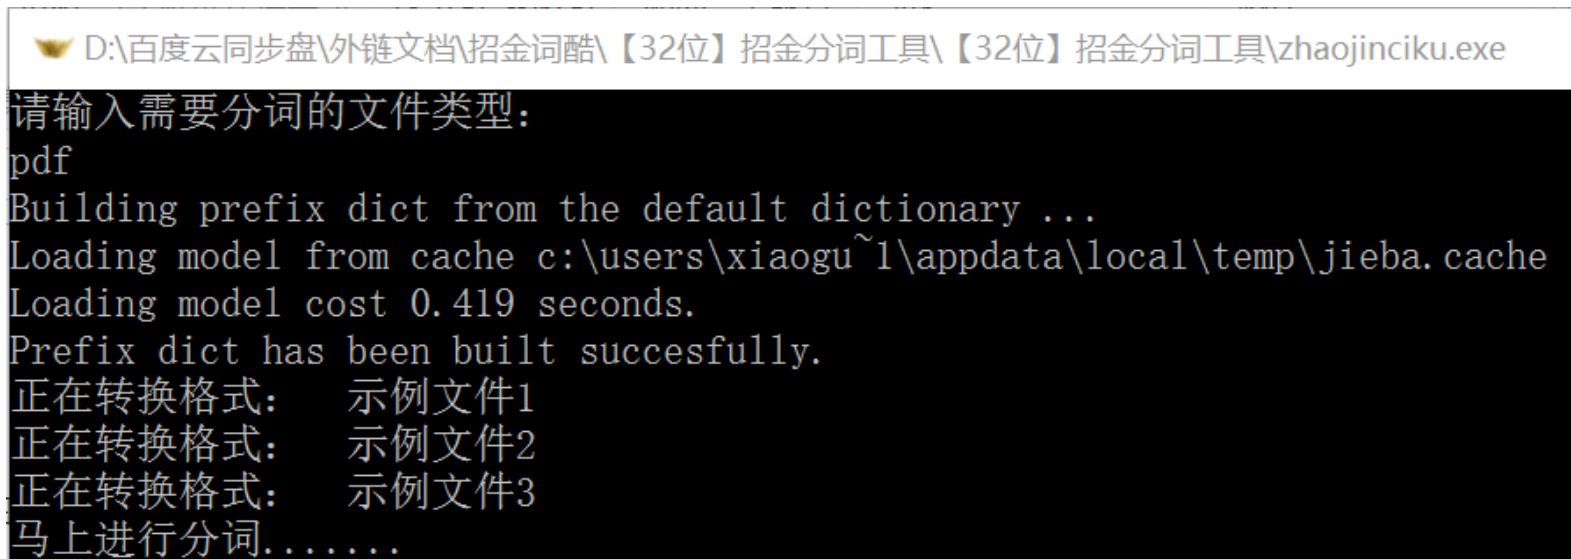 D:\百度云同步盘\外链文档\招金词酷\【32位】招金分词工具\【32位】招金分词工具\zhaojinciku.exe
请输入需要分词的文件类型：
pdf
Building prefix dict from the default dictionary ...
Loading model from cache c:\users\xiaogu~1\appdata\local\temp\jieba.cache
Loading model cost 0.419 seconds.
Prefix dict has been built succesfully.
正在转换格式：  示例文件1
正在转换格式：  示例文件2
正在转换格式：  示例文件3
马上进行分词.......